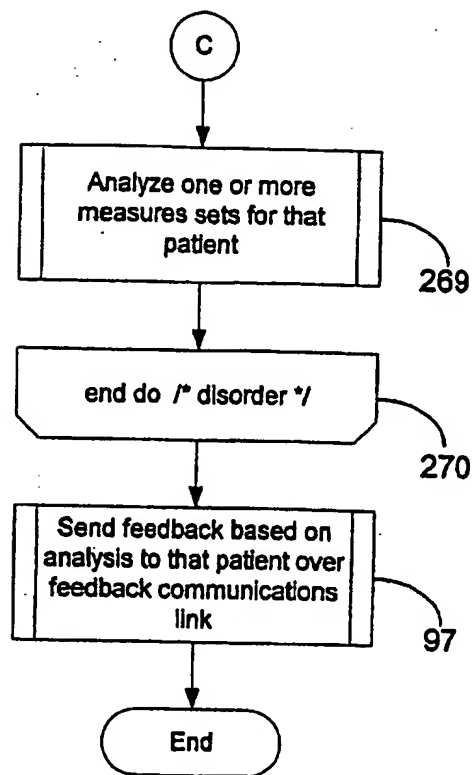 C
Analyze one or more
measures sets for that
patient
269
end do /* disorder */
270
Send feedback based on
analysis to that patient over
feedback communications
link
97
End